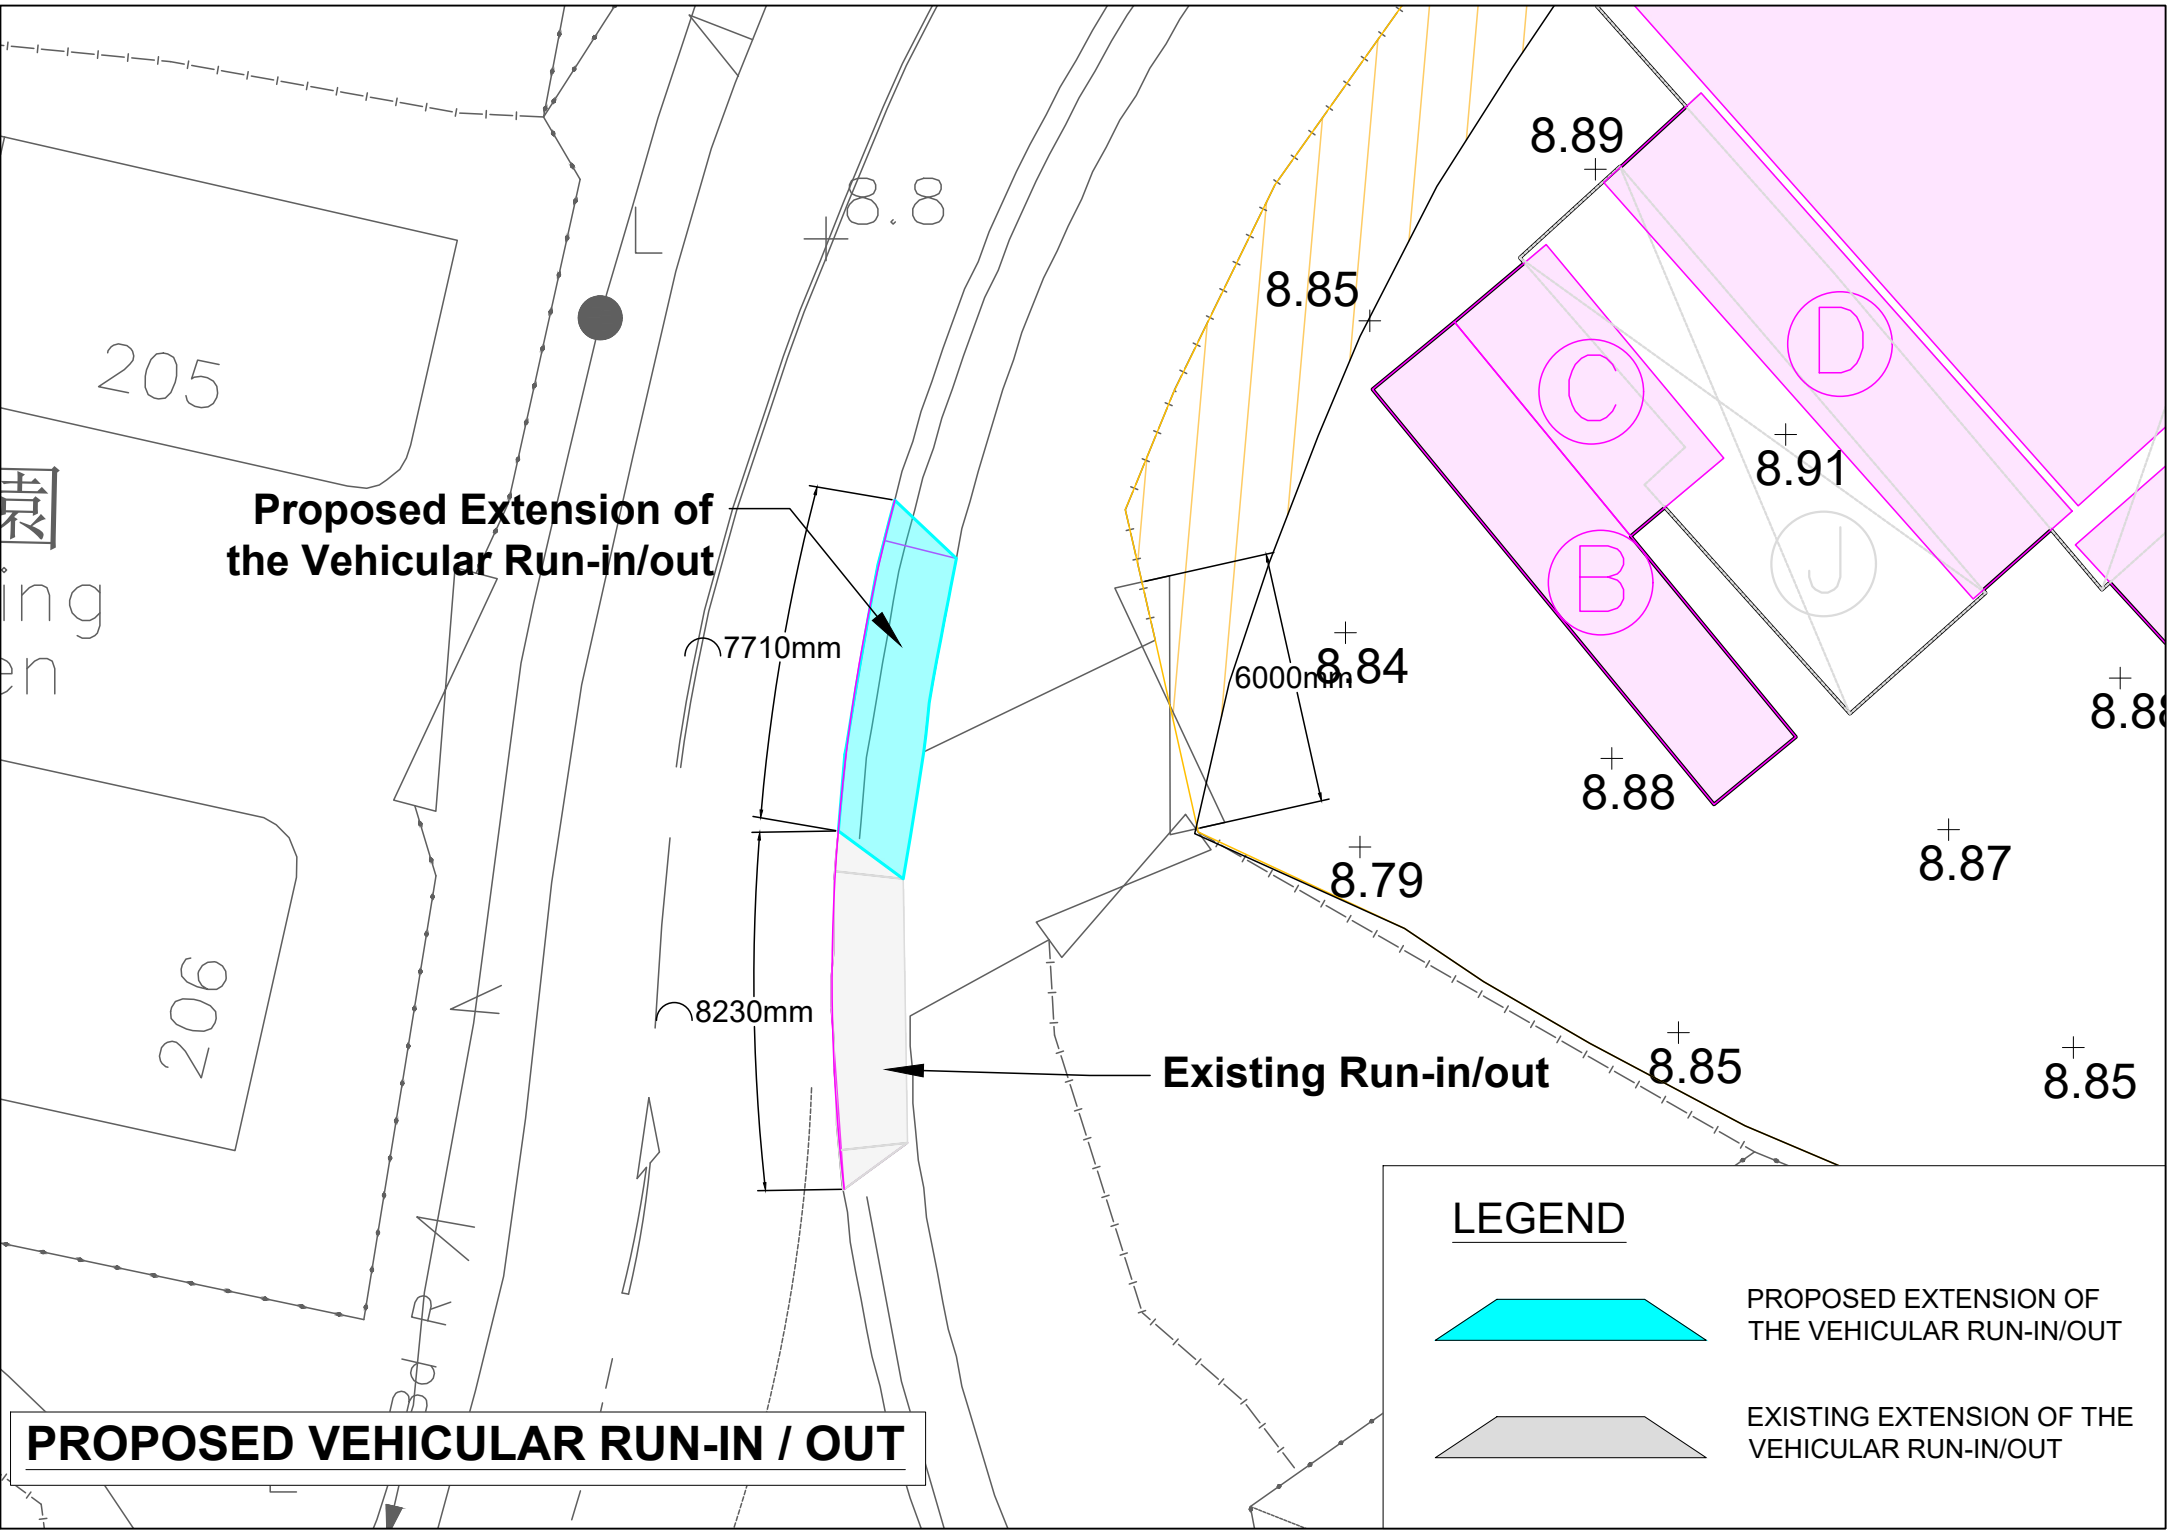 8.89
8.8
8.85
205
D
C
園
Proposed Extension of
the Vehicular Run-in/out
8.91
B
J
ing
en
7710mm
8.84
6000mm
8.88
8.88
8.87
8.79
206
8230mm
Existing Run-in/out
8.85
8.85
LEGEND
PROPOSED EXTENSION OF
THE VEHICULAR RUN-IN/OUT
EXISTING EXTENSION OF THE
VEHICULAR RUN-IN/OUT
PROPOSED VEHICULAR RUN-IN / OUT